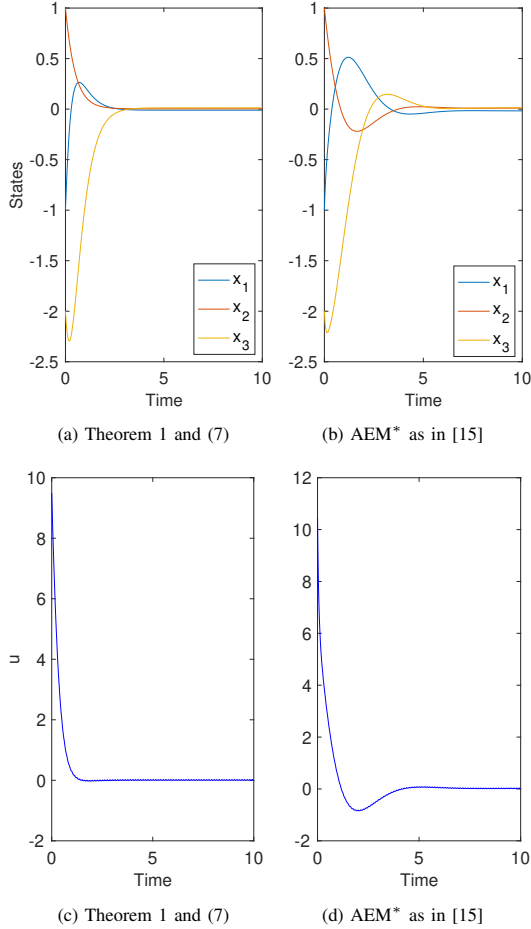 1
0.5
0
-0.5
-1
-1.5
-2
-2.5
States
0 5 10
Time
x1
x2
x3
(a) Theorem 1 and (7)
1
0.5
0
-0.5
-1
-1.5
-2
-2.5
0 5 10
Time
x1
x2
x3
(b) AEM* as in [15]
10
8
6
4
2
0
-2
u
0 5 10
Time
(c) Theorem 1 and (7)
12
10
8
6
4
2
0
-2
0 5 10
Time
(d) AEM* as in [15]